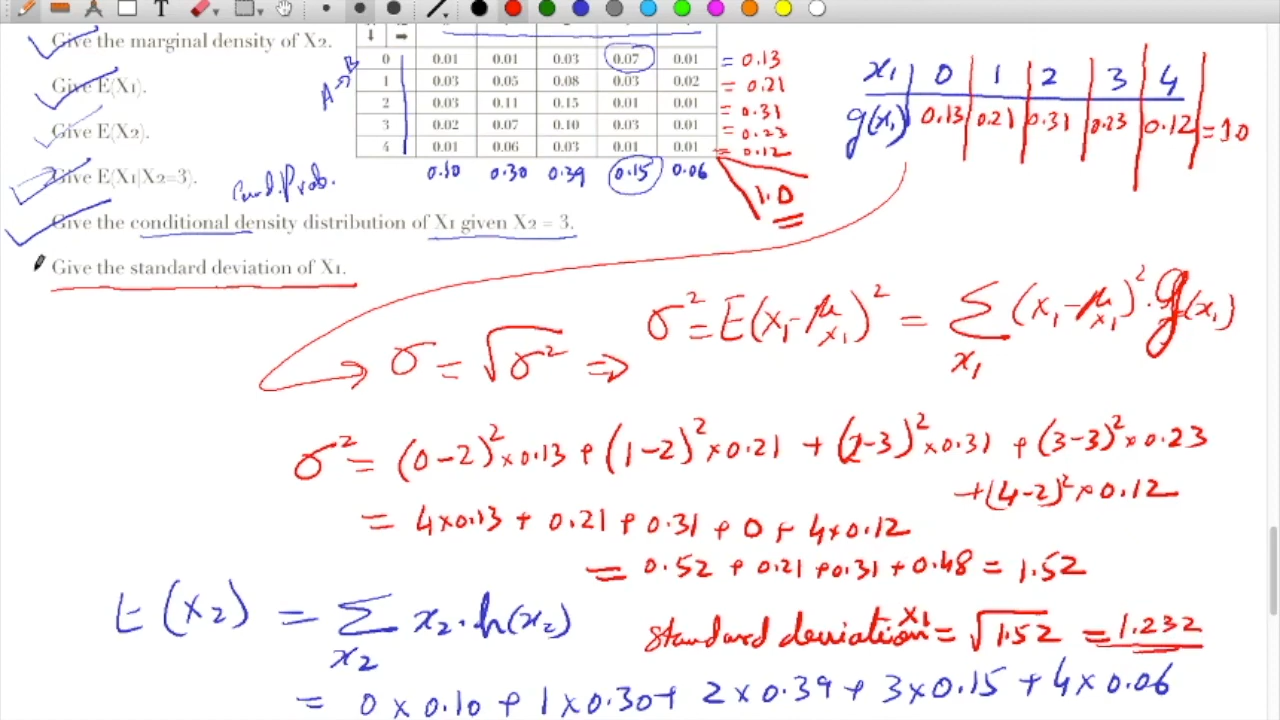 T
Give the marginal density of X2.
Give E(X1).
Give E(X2).
Give E(X1|X2=3).
Cond. Prob.
Give the conditional density distribution of X1 given X2 = 3.
Give the standard deviation of X1.
0 0.01 0.01 0.03 0.07 0.01 = 0.13
1 0.03 0.05 0.08 0.03 0.02 = 0.21
2 0.03 0.11 0.15 0.01 0.01 = 0.31
3 0.02 0.07 0.10 0.03 0.01 = 0.23
4 0.01 0.06 0.03 0.01 0.01 = 0.12
0.10 0.30 0.39 0.15 0.06
1.0
x1 0 1 2 3 4
g(x1) 0.13 0.21 0.31 0.23 0.12 = 10
σ = √σ² ⇒ σ² = E(x1-μx1)² = Σx1 (x1-μx1)².g(x1)
σ² = (0-2)²×0.13 + (1-2)²×0.21 + (2-3)²×0.31 + (3-3)²×0.23
+(4-2)²×0.12
= 4×0.13 + 0.21 + 0.31 + 0 + 4×0.12
= 0.52 + 0.21 + 0.31 + 0.48 = 1.52
standard deviation x1 = √1.52 = 1.232
E(x2) = Σx2 x2.h(x2)
= 0×0.10 + 1×0.30 + 2×0.39 + 3×0.15 + 4×0.06